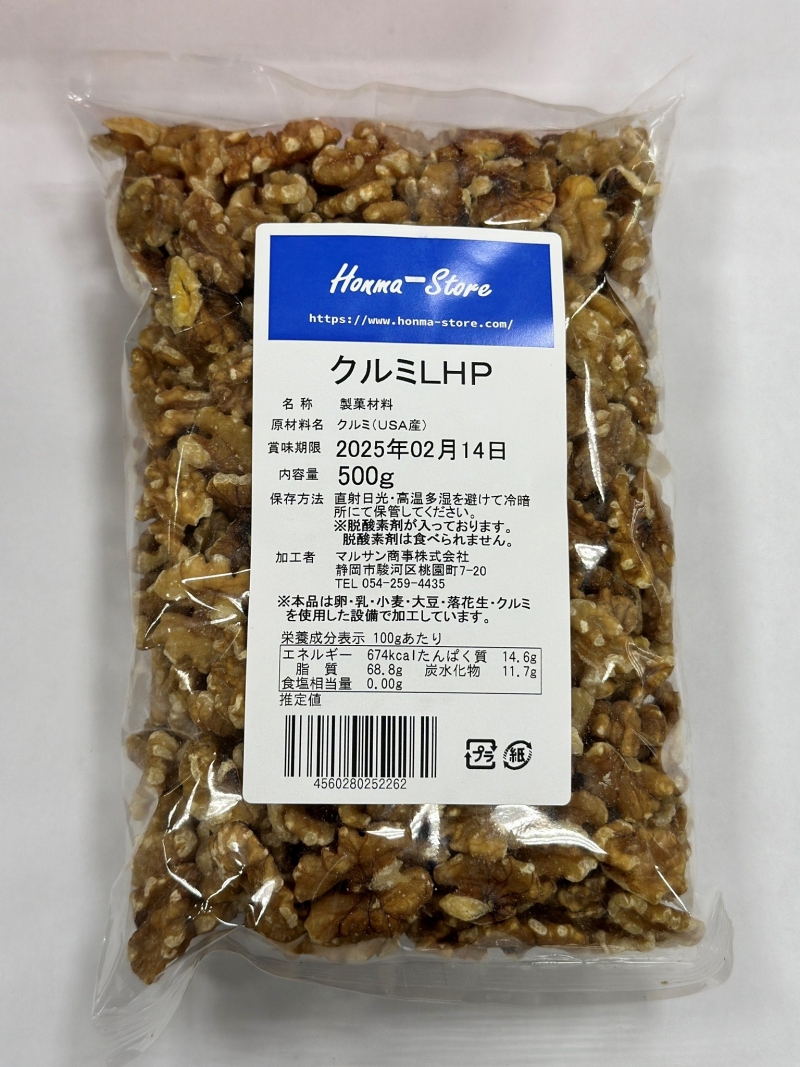 Honma-Store
https://www.honma-store.com/
クルミLHP
名 称 製菓材料
原材料名 クルミ(USA産)
賞味期限 2025年02月14日
内容量 500g
保存方法 直射日光・高温多湿を避けて冷暗
所にて保管してください。
※脱酸素剤が入っております。
脱酸素剤は食べられません。
加工者 マルサン商事株式会社
静岡市駿河区桃園町7-20
TEL 054-259-4435
※本品は卵・乳・小麦・大豆・落花生・クルミ
を使用した設備で加工しています。
栄養成分表示 100gあたり
エネルギー 674kcal たんぱく質 14.6g
脂 質 68.8g 炭水化物 11.7g
食塩相当量 0.00g
推定値
4560280252262
プラ 紙